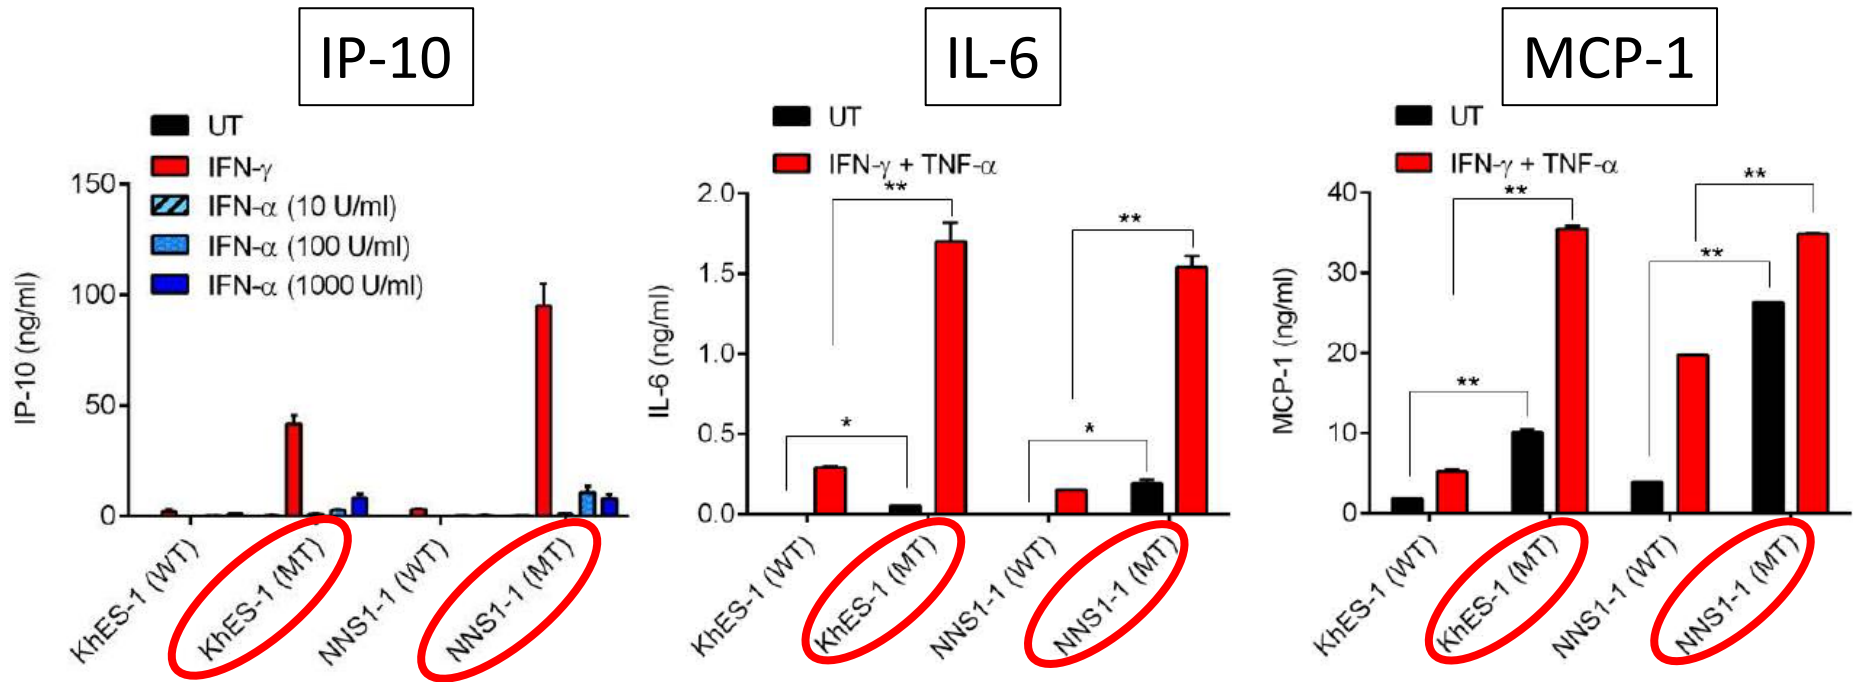 IP-10
UT
IFN-γ
IFN-α (10 U/ml)
IFN-α (100 U/ml)
IFN-α (1000 U/ml)
IP-10 (ng/ml)
150
100
50
0
KhES-1 (WT)
KhES-1 (MT)
NNS1-1 (WT)
NNS1-1 (MT)
IL-6
UT
IFN-γ + TNF-α
IL-6 (ng/ml)
2.0
1.5
1.0
0.5
0.0
**
**
*
*
KhES-1 (WT)
KhES-1 (MT)
NNS1-1 (WT)
NNS1-1 (MT)
MCP-1
UT
IFN-γ + TNF-α
MCP-1 (ng/ml)
40
30
20
10
0
**
**
**
**
KhES-1 (WT)
KhES-1 (MT)
NNS1-1 (WT)
NNS1-1 (MT)